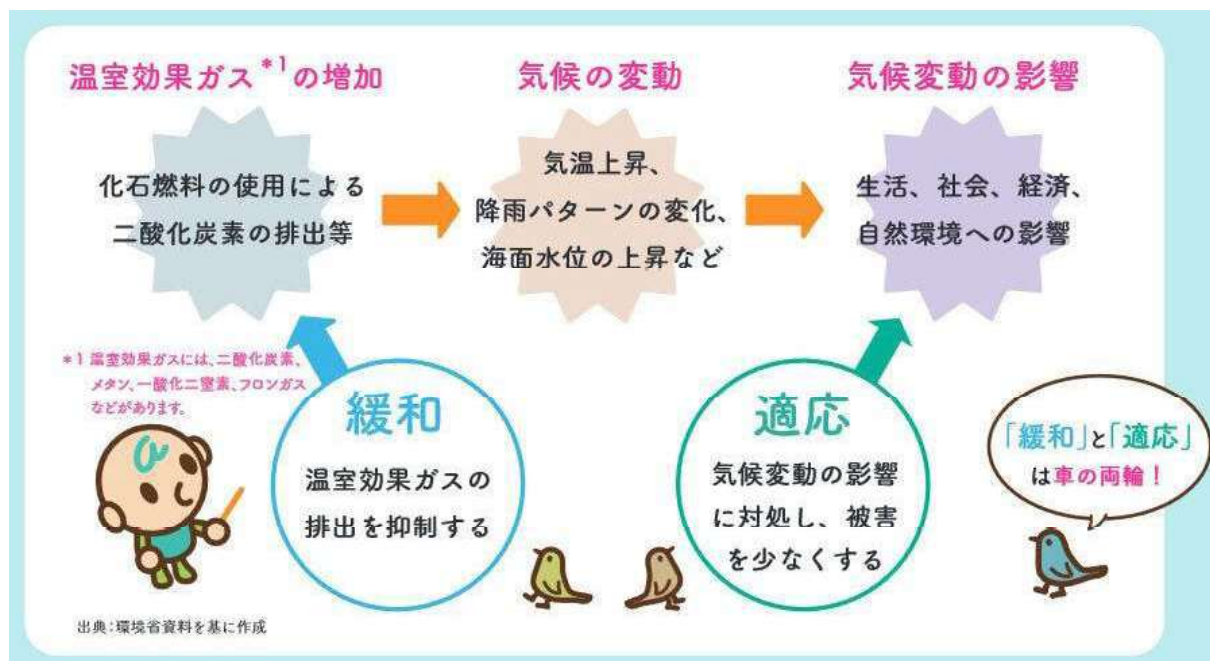 温室効果ガス*1の増加
化石燃料の使用による
二酸化炭素の排出等
気候の変動
気温上昇、
降雨パターンの変化、
海面水位の上昇など
気候変動の影響
生活、社会、経済、
自然環境への影響
*1 温室効果ガスには、二酸化炭素、
メタン、一酸化二窒素、フロンガス
などがあります。
緩和
温室効果ガスの
排出を抑制する
適応
気候変動の影響
に対処し、被害
を少なくする
「緩和」と「適応」
は車の両輪！
出典：環境省資料を基に作成